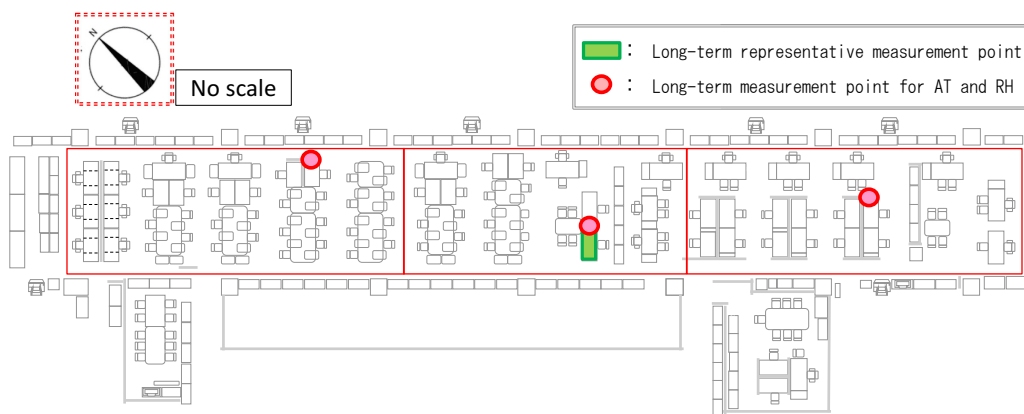 N
No scale
: Long-term representative measurement point
: Long-term measurement point for AT and RH